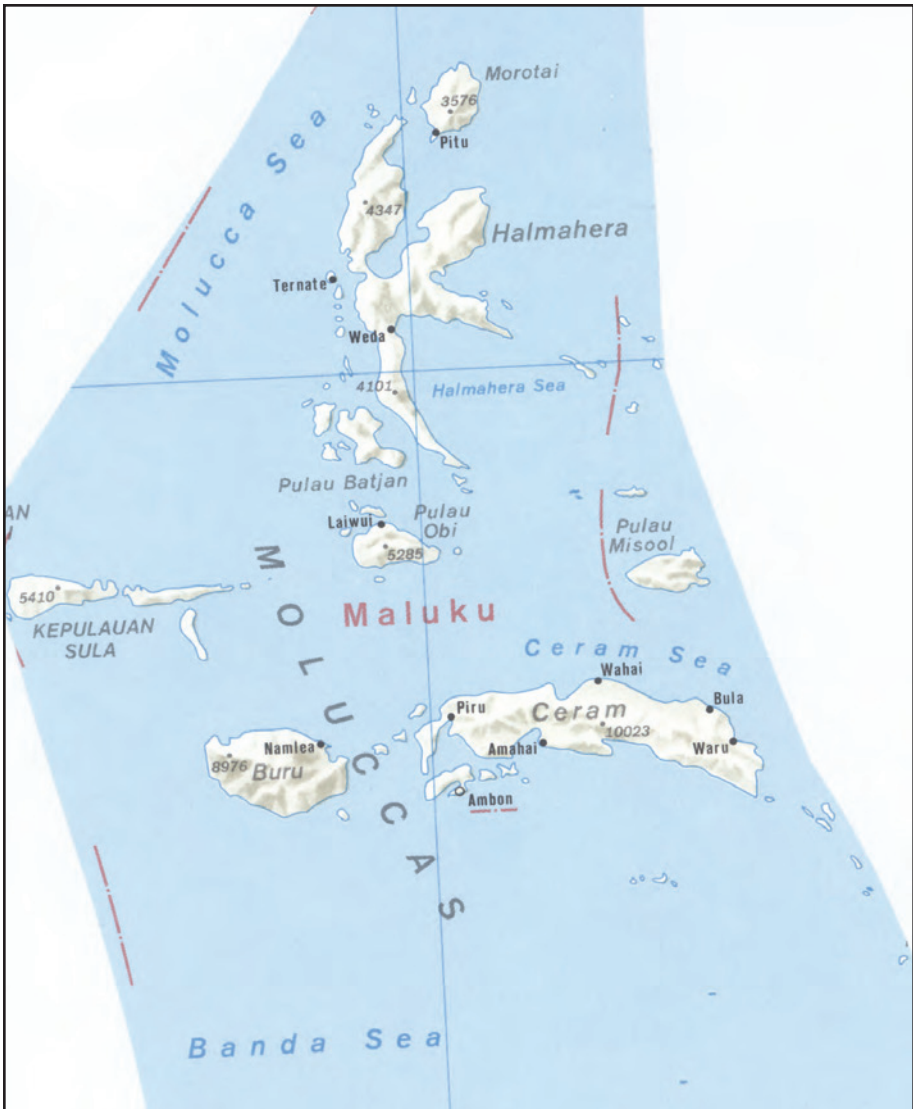 Morotai
3576
Pitu
Molucca Sea
4347
Halmahera
Ternate
Weda
4101
Halmahera Sea
Pulau Batjan
Laiwui
Pulau
Obi
5285
Pulau
Misool
AN
5410
KEPULAUAN
SULA
MOLUCCAS
Maluku
Ceram Sea
Wahai
Piru
Ceram
Bula
10023
Namlea
Amahai
Waru
8976
Buru
Ambon
Banda Sea